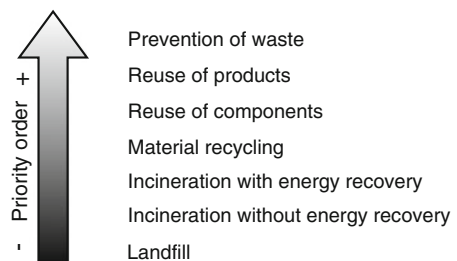 Prevention of waste
Reuse of products
Reuse of components
Material recycling
Incineration with energy recovery
Incineration without energy recovery
Landfill
- Priority order +